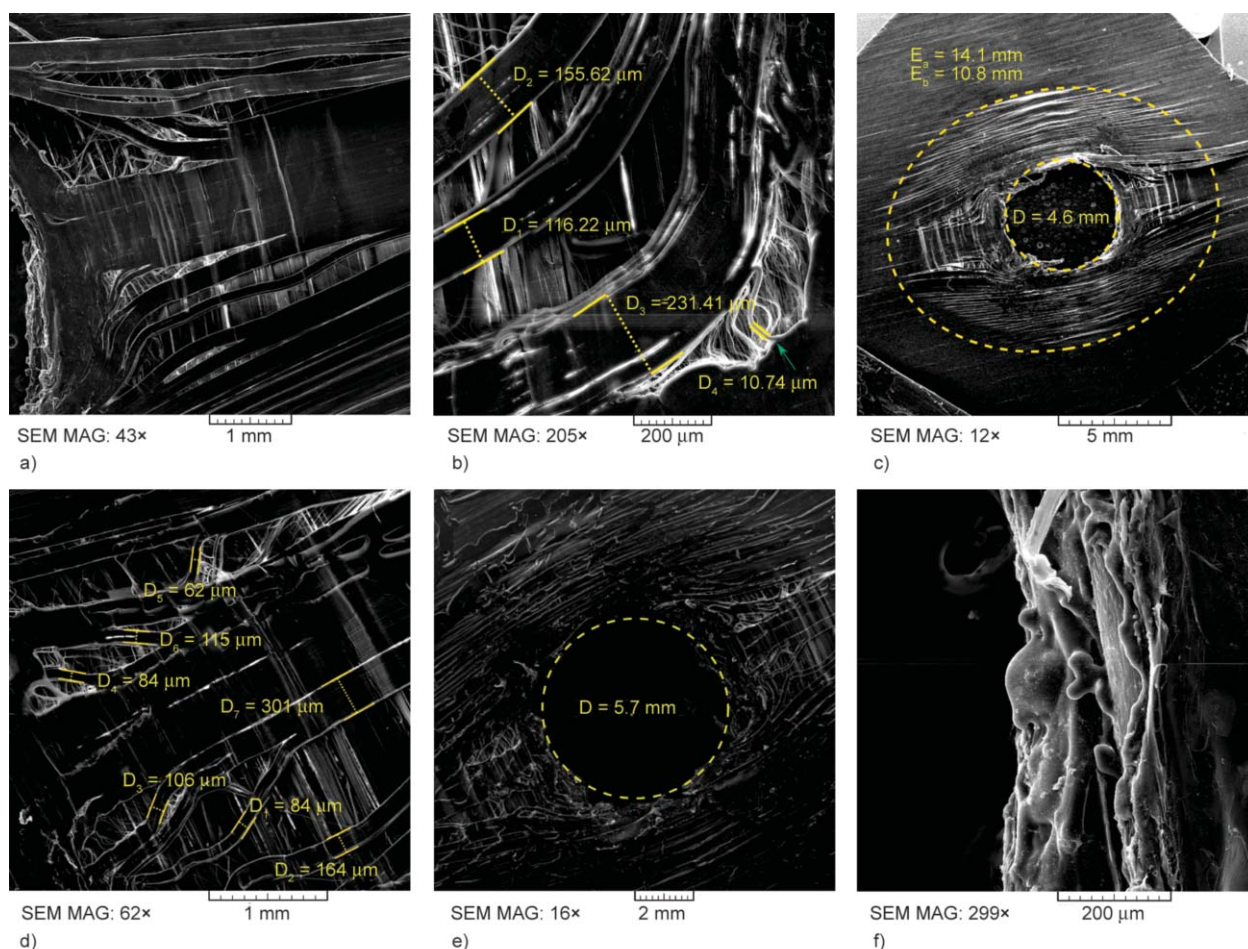 D₂ = 155.62 μm
D₁ = 116.22 μm
D₃ = 231.41 μm
D₄ = 10.74 μm
Eₐ = 14.1 mm
E_b = 10.8 mm
D = 4.6 mm
SEM MAG: 43× 1 mm
a)
SEM MAG: 205× 200 μm
b)
SEM MAG: 12× 5 mm
c)
D₅ = 62 μm
D₆ = 115 μm
D₄ = 84 μm
D₇ = 301 μm
D₃ = 106 μm
D₁ = 84 μm
D₂ = 164 μm
D = 5.7 mm
SEM MAG: 62× 1 mm
d)
SEM MAG: 16× 2 mm
e)
SEM MAG: 299× 200 μm
f)